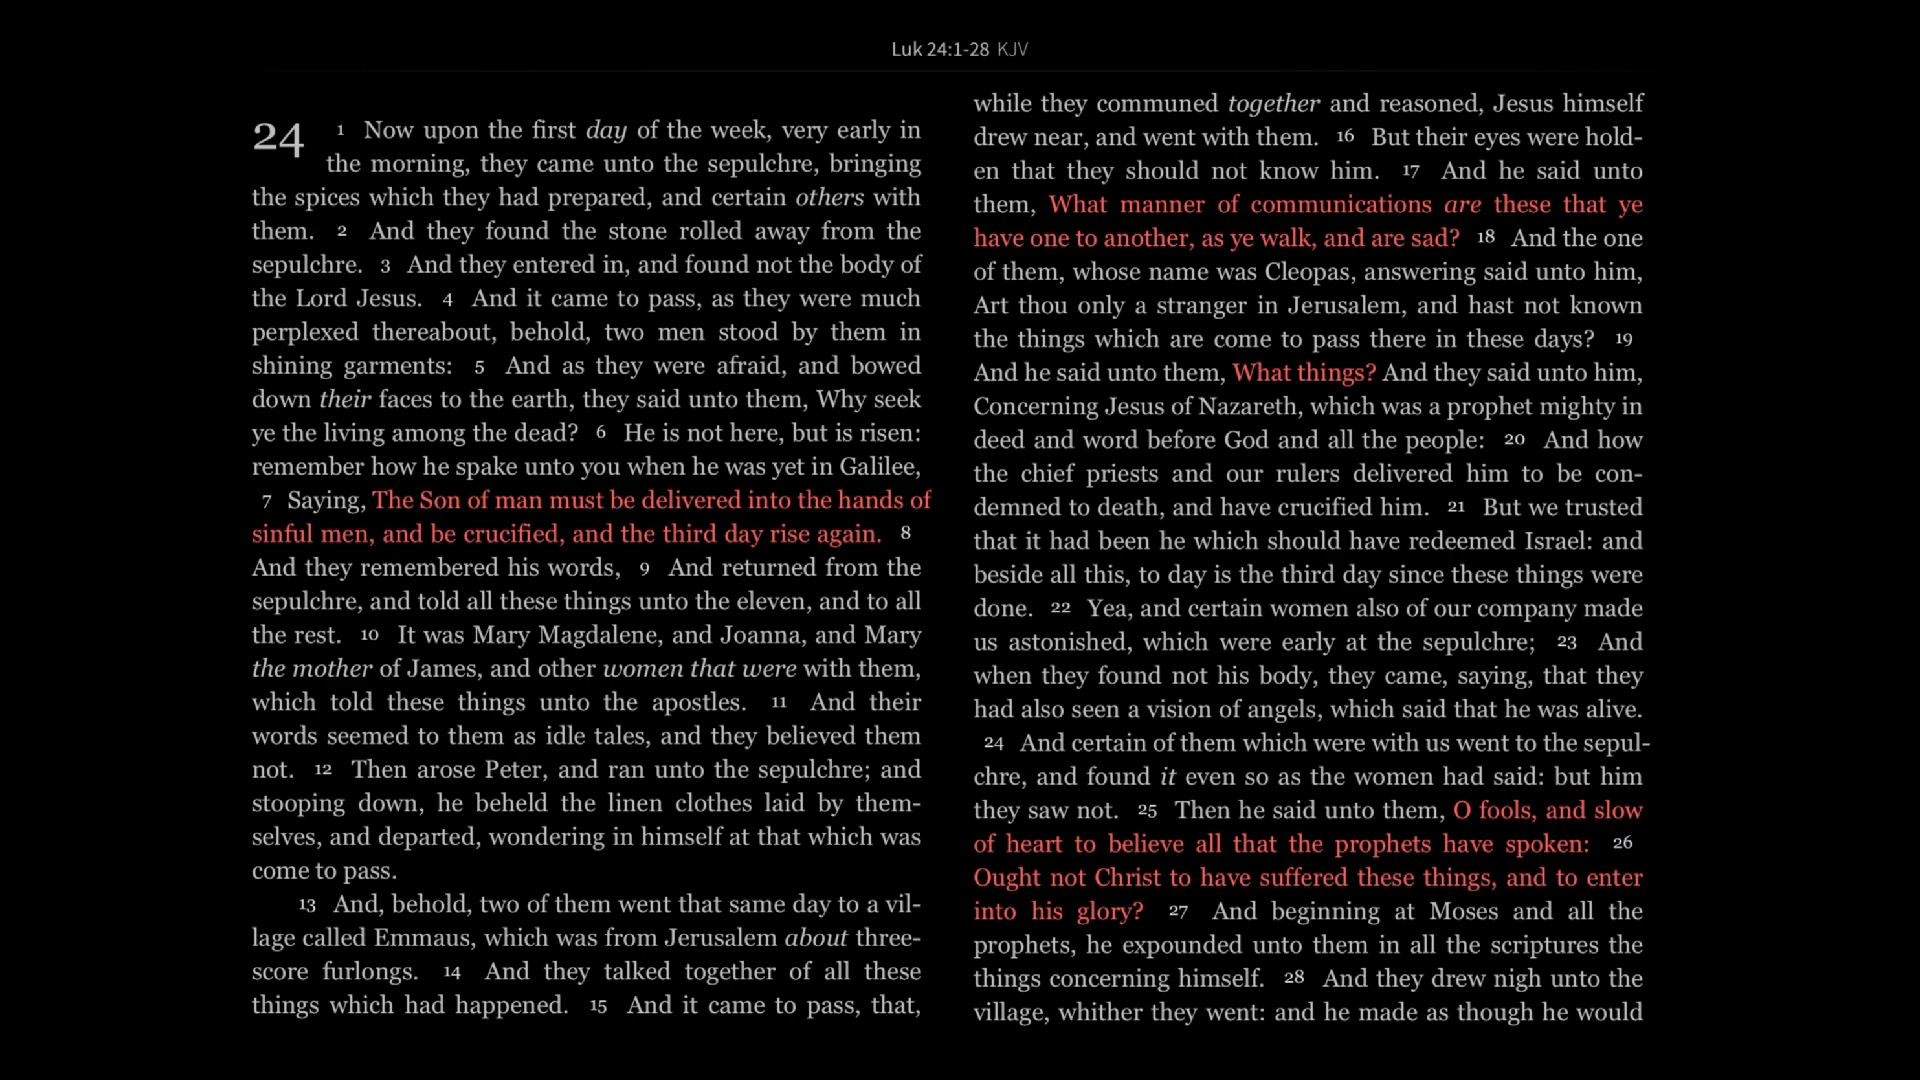 Luk 24:1-28 KJV
24 1 Now upon the first day of the week, very early in
the morning, they came unto the sepulchre, bringing
the spices which they had prepared, and certain others with
them. 2 And they found the stone rolled away from the
sepulchre. 3 And they entered in, and found not the body of
the Lord Jesus. 4 And it came to pass, as they were much
perplexed thereabout, behold, two men stood by them in
shining garments: 5 And as they were afraid, and bowed
down their faces to the earth, they said unto them, Why seek
ye the living among the dead? 6 He is not here, but is risen:
remember how he spake unto you when he was yet in Galilee,
7 Saying, The Son of man must be delivered into the hands of
sinful men, and be crucified, and the third day rise again. 8
And they remembered his words, 9 And returned from the
sepulchre, and told all these things unto the eleven, and to all
the rest. 10 It was Mary Magdalene, and Joanna, and Mary
the mother of James, and other women that were with them,
which told these things unto the apostles. 11 And their
words seemed to them as idle tales, and they believed them
not. 12 Then arose Peter, and ran unto the sepulchre; and
stooping down, he beheld the linen clothes laid by them-
selves, and departed, wondering in himself at that which was
come to pass.
13 And, behold, two of them went that same day to a vil-
lage called Emmaus, which was from Jerusalem about three-
score furlongs. 14 And they talked together of all these
things which had happened. 15 And it came to pass, that,
while they communed together and reasoned, Jesus himself
drew near, and went with them. 16 But their eyes were hold-
en that they should not know him. 17 And he said unto
them, What manner of communications are these that ye
have one to another, as ye walk, and are sad? 18 And the one
of them, whose name was Cleopas, answering said unto him,
Art thou only a stranger in Jerusalem, and hast not known
the things which are come to pass there in these days? 19
And he said unto them, What things? And they said unto him,
Concerning Jesus of Nazareth, which was a prophet mighty in
deed and word before God and all the people: 20 And how
the chief priests and our rulers delivered him to be con-
demned to death, and have crucified him. 21 But we trusted
that it had been he which should have redeemed Israel: and
beside all this, to day is the third day since these things were
done. 22 Yea, and certain women also of our company made
us astonished, which were early at the sepulchre; 23 And
when they found not his body, they came, saying, that they
had also seen a vision of angels, which said that he was alive.
24 And certain of them which were with us went to the sepul-
chre, and found it even so as the women had said: but him
they saw not. 25 Then he said unto them, O fools, and slow
of heart to believe all that the prophets have spoken: 26
Ought not Christ to have suffered these things, and to enter
into his glory? 27 And beginning at Moses and all the
prophets, he expounded unto them in all the scriptures the
things concerning himself. 28 And they drew nigh unto the
village, whither they went: and he made as though he would